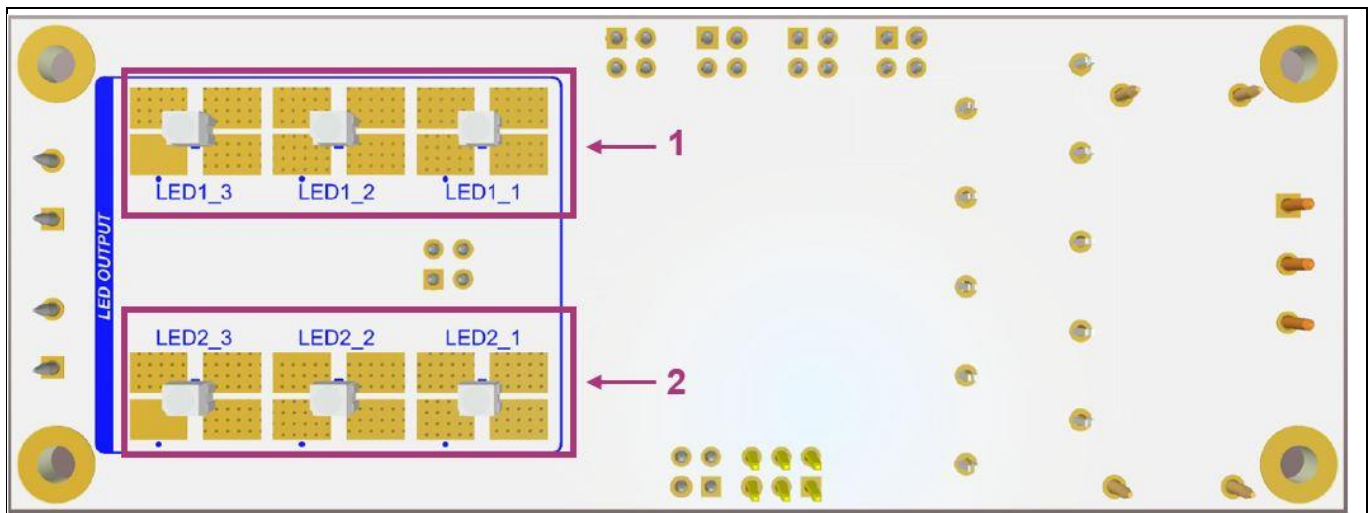 LED OUTPUT
1
LED1_3 LED1_2 LED1_1
LED2_3 LED2_2 LED2_1
2